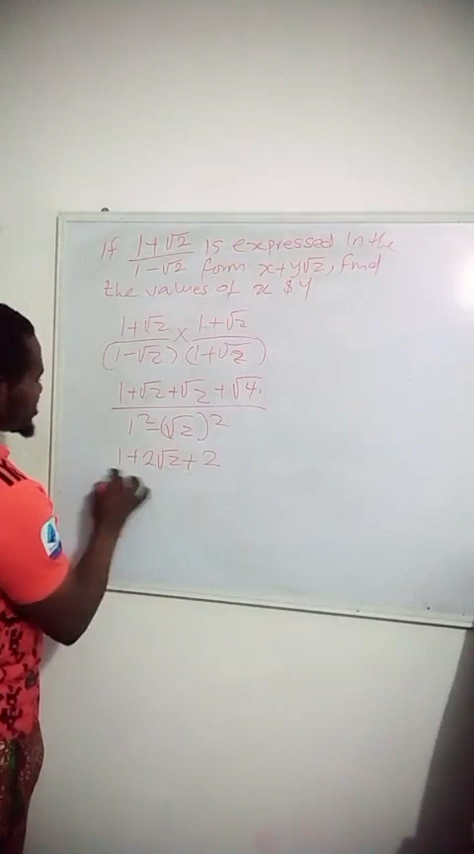 If 1+√2 is expressed in the
1-√2 form x+y√2, find
the values of x & y
1+√2 × 1+√2
(1-√2) (1+√2)
1+√2+√2+√4
1²-(√2)²
1+2√2+2